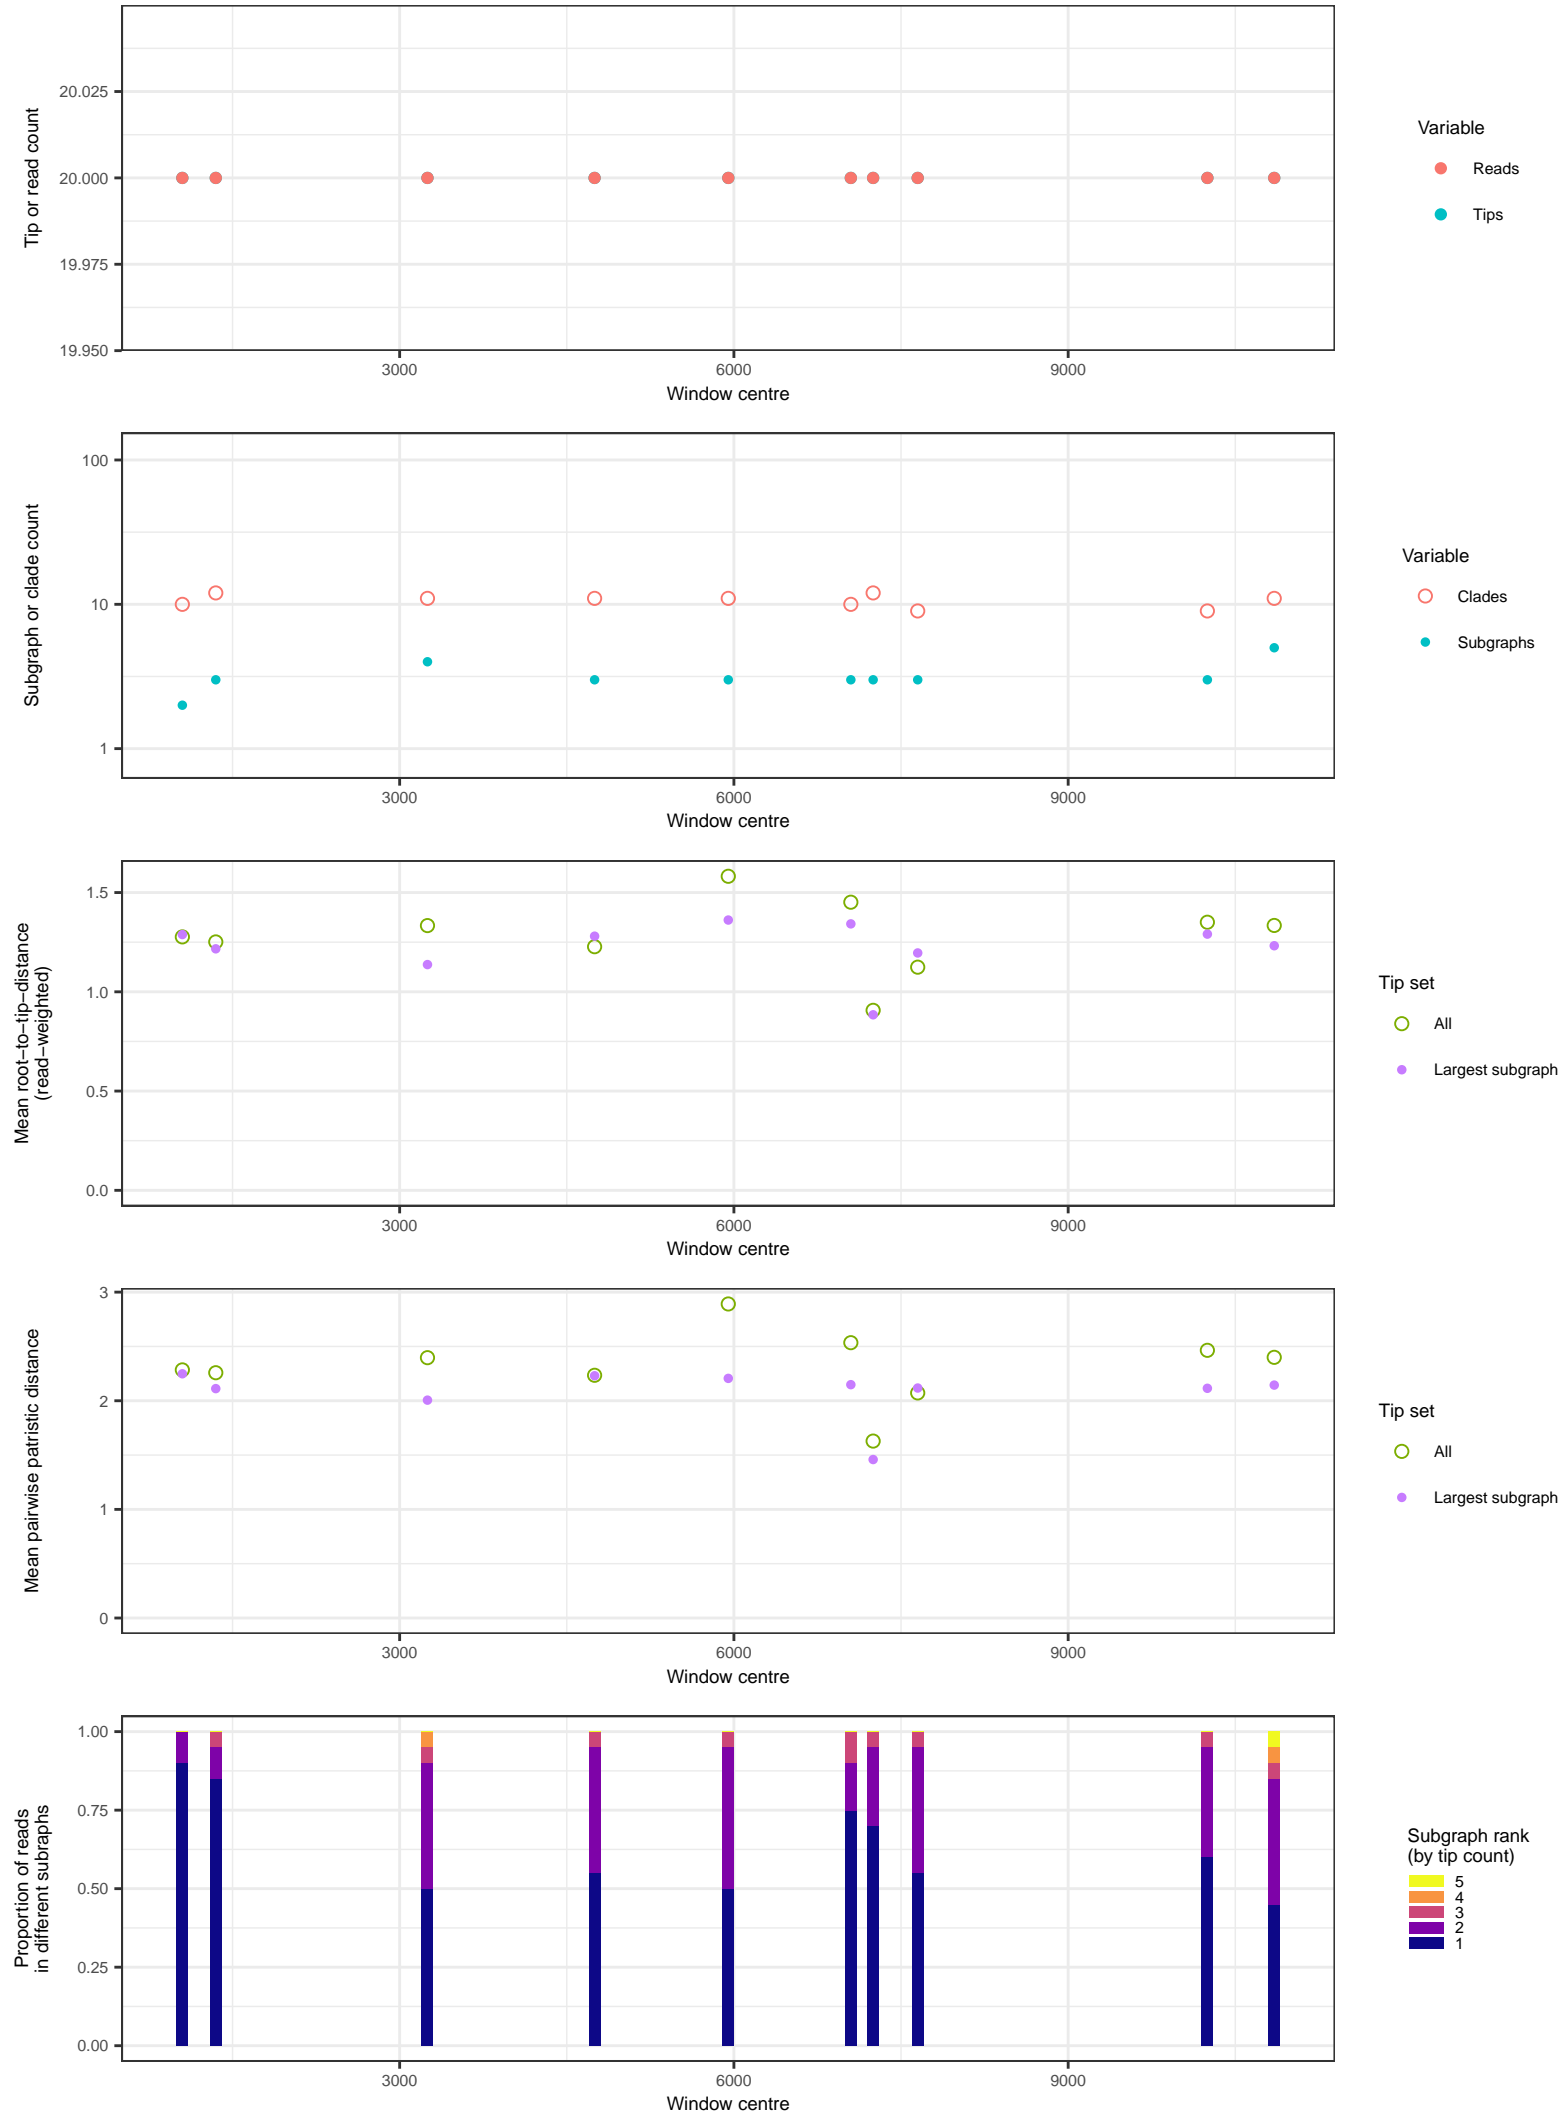 20.025
20.000
19.975
19.950
Tip or read count
3000 6000 9000
Window centre
Variable
Reads
Tips
100
10
1
Subgraph or clade count
3000 6000 9000
Window centre
Variable
Clades
Subgraphs
1.5
1.0
0.5
0.0
Mean root−to−tip−distance
(read−weighted)
3000 6000 9000
Window centre
Tip set
All
Largest subgraph
3
2
1
0
Mean pairwise patristic distance
3000 6000 9000
Window centre
Tip set
All
Largest subgraph
1.00
0.75
0.50
0.25
0.00
Proportion of reads
in different subraphs
3000 6000 9000
Window centre
Subgraph rank
(by tip count)
5
4
3
2
1